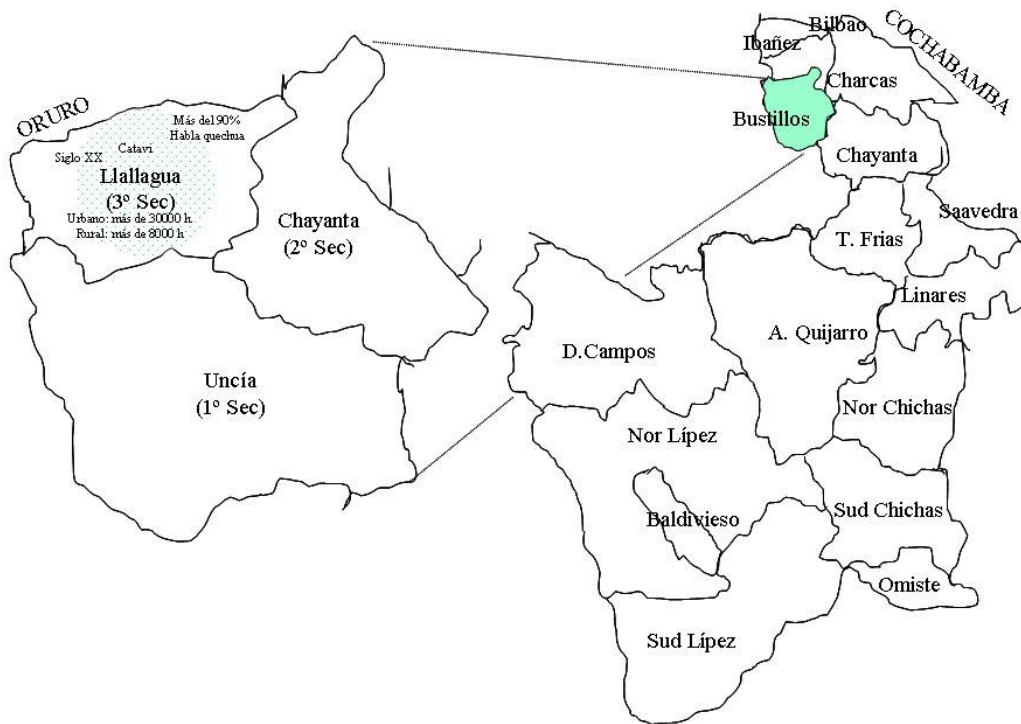 ORURO
Más del 90%
Habla quechua
Catavi
Siglo XX
Llallagua
(3º Sec)
Urbano: más de 30000 h
Rural: más de 8000 h
Chayanta
(2º Sec)
Uncía
(1º Sec)
Bilbao
Ibañez
COCHABAMBA
Charcas
Bustillos
Chayanta
Saavedra
T. Frias
Linares
A. Quijarro
D.Campos
Nor Chichas
Nor Lípez
Baldivieso
Sud Chichas
Omiste
Sud Lípez